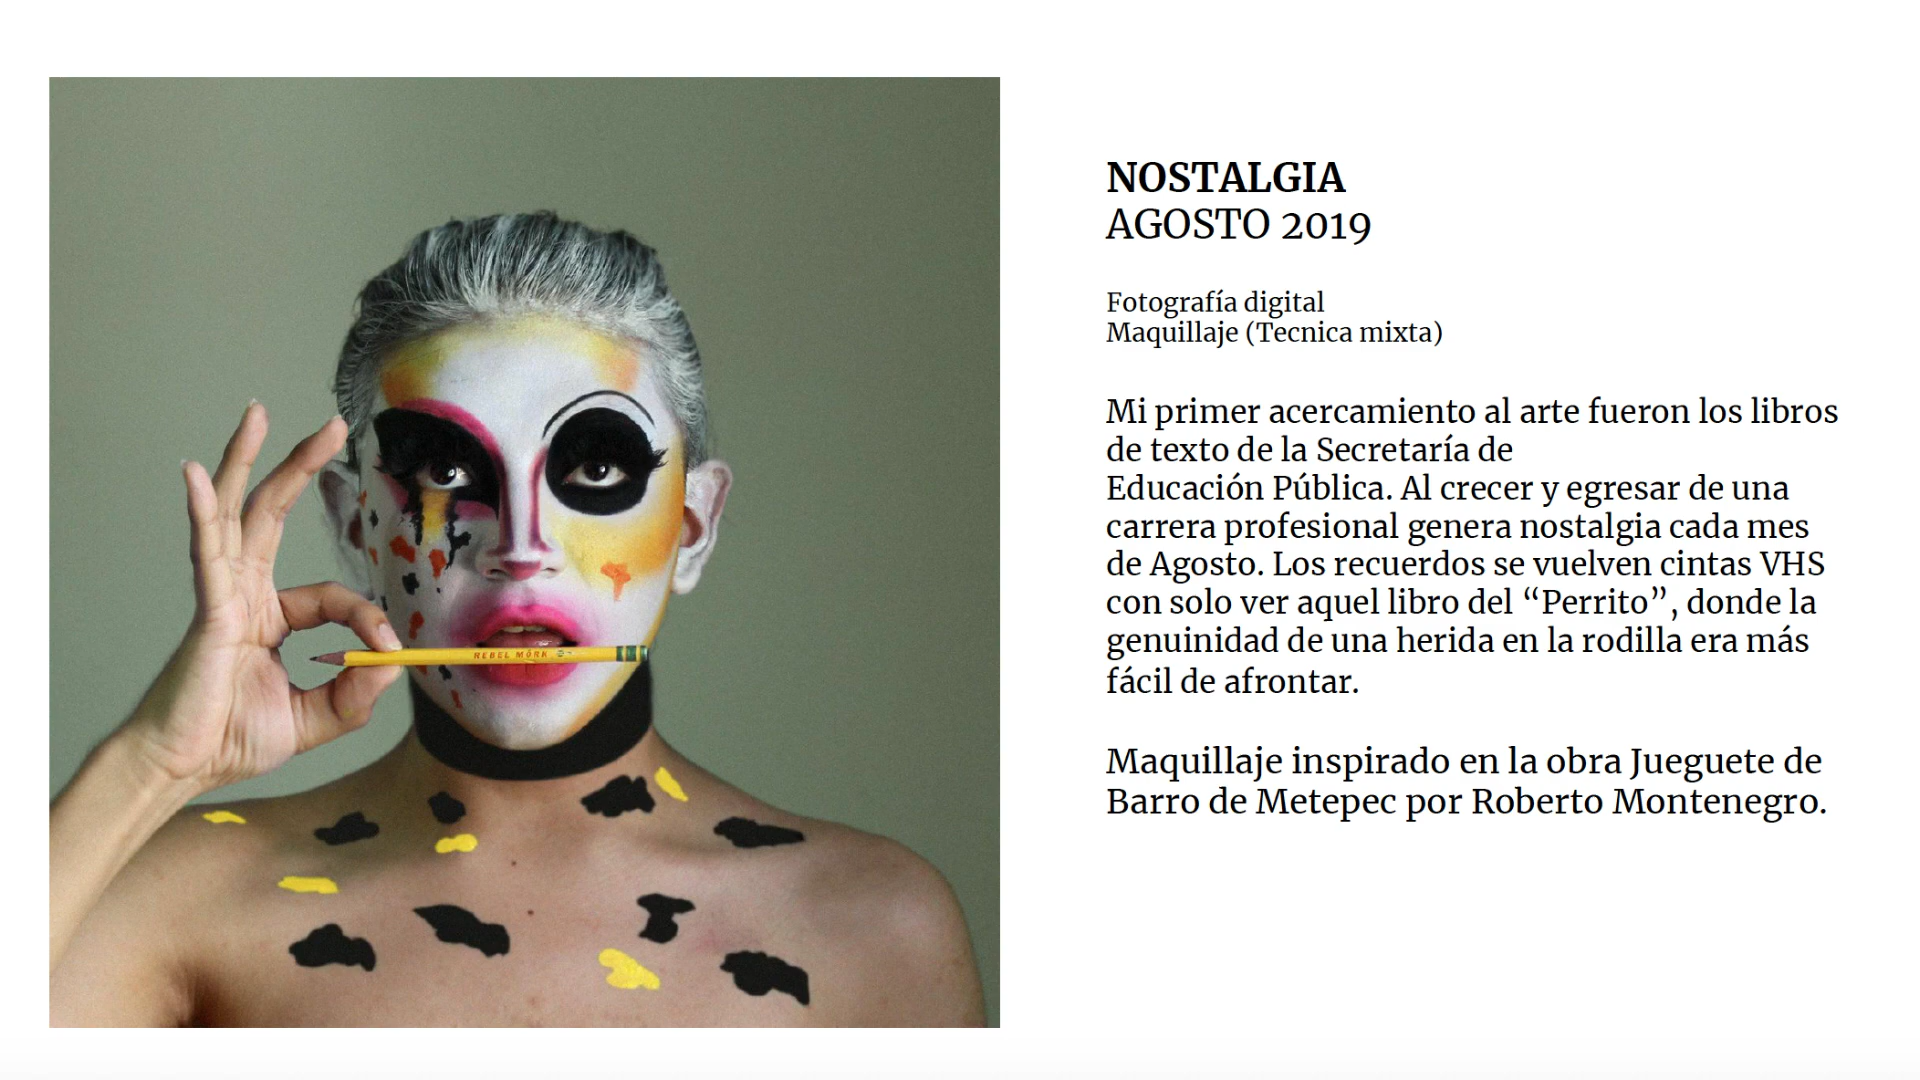 NOSTALGIA
AGOSTO 2019
Fotografía digital
Maquillaje (Tecnica mixta)
Mi primer acercamiento al arte fueron los libros
de texto de la Secretaría de
Educación Pública. Al crecer y egresar de una
carrera profesional genera nostalgia cada mes
de Agosto. Los recuerdos se vuelven cintas VHS
con solo ver aquel libro del “Perrito”, donde la
genuinidad de una herida en la rodilla era más
fácil de afrontar.
Maquillaje inspirado en la obra Jueguete de
Barro de Metepec por Roberto Montenegro.
REBEL MÖRK